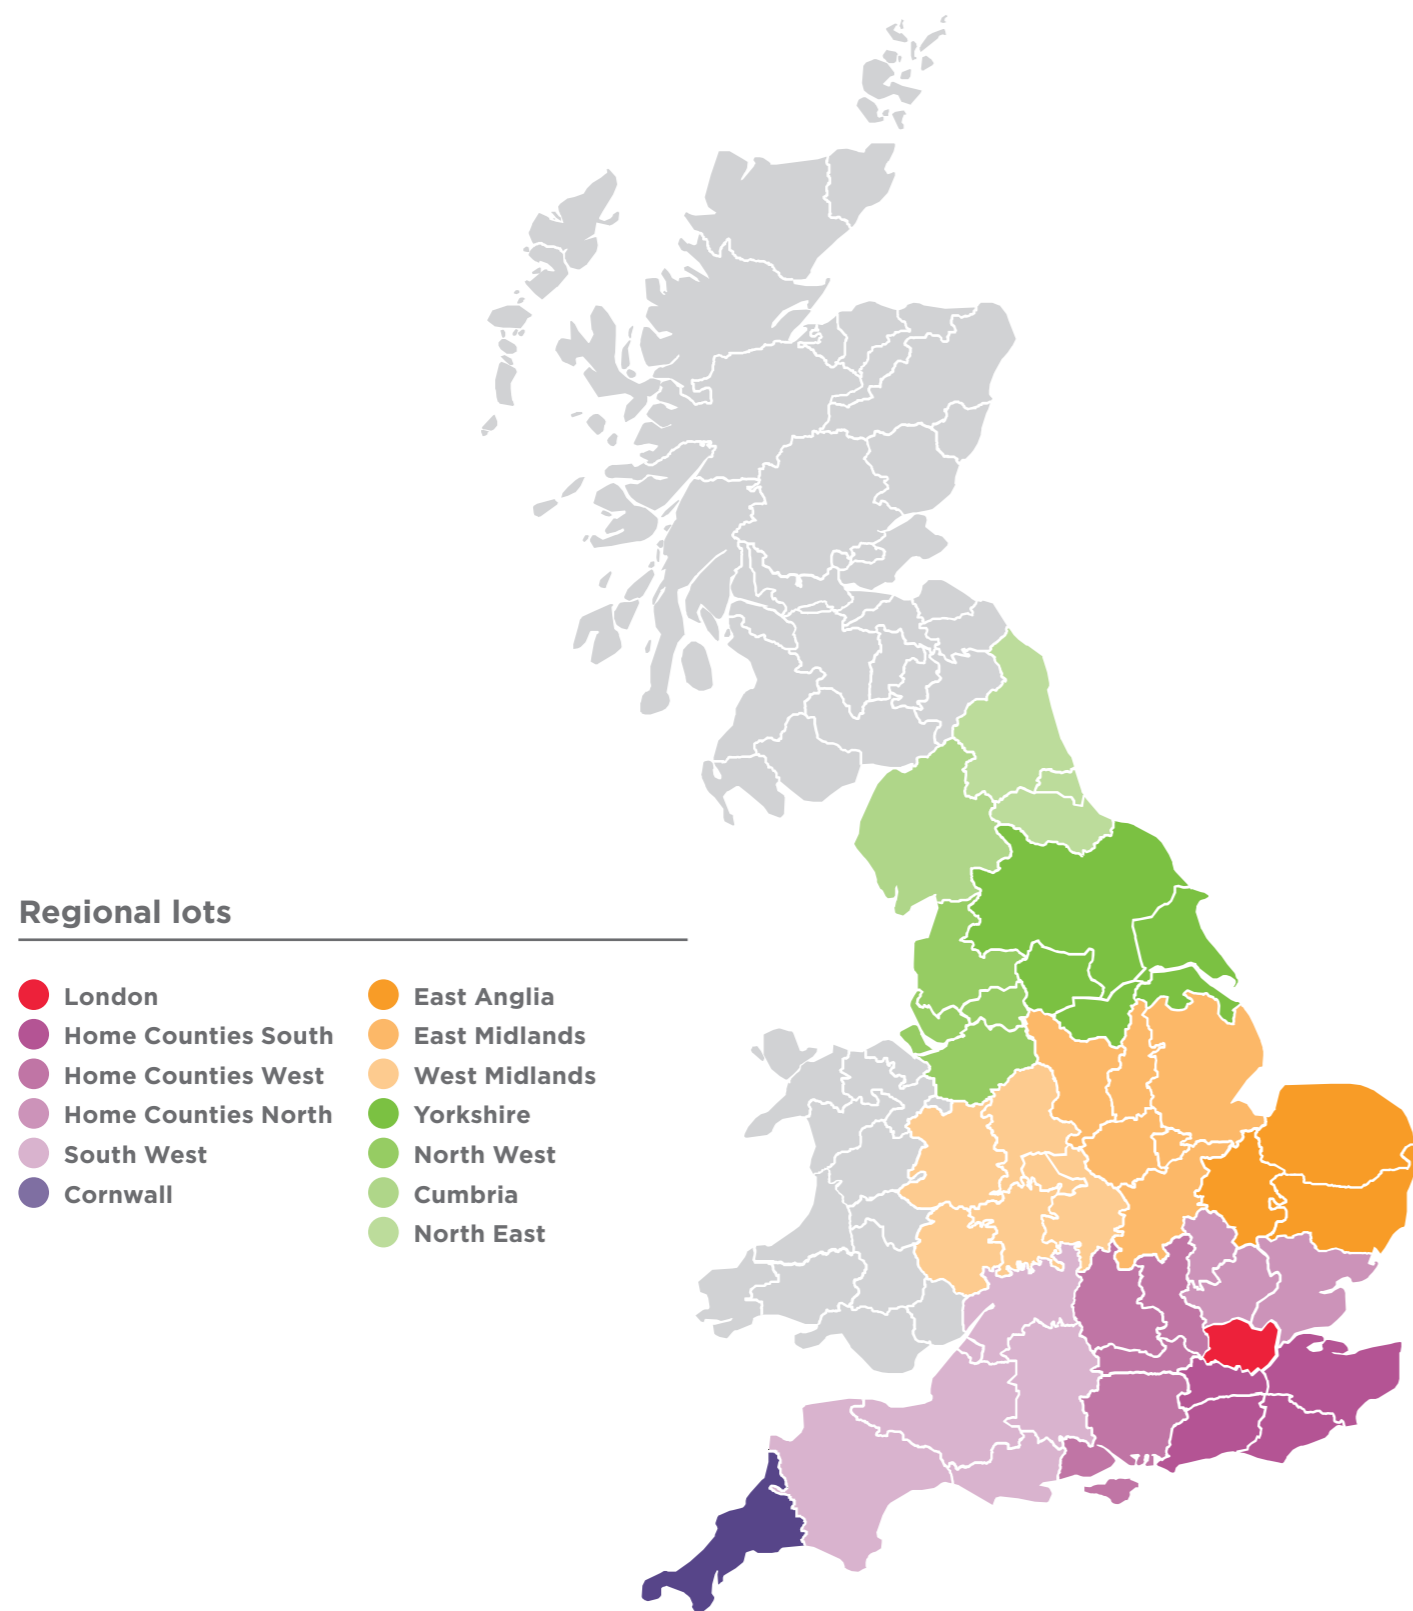 Regional lots
London
Home Counties South
Home Counties West
Home Counties North
South West
Cornwall
East Anglia
East Midlands
West Midlands
Yorkshire
North West
Cumbria
North East